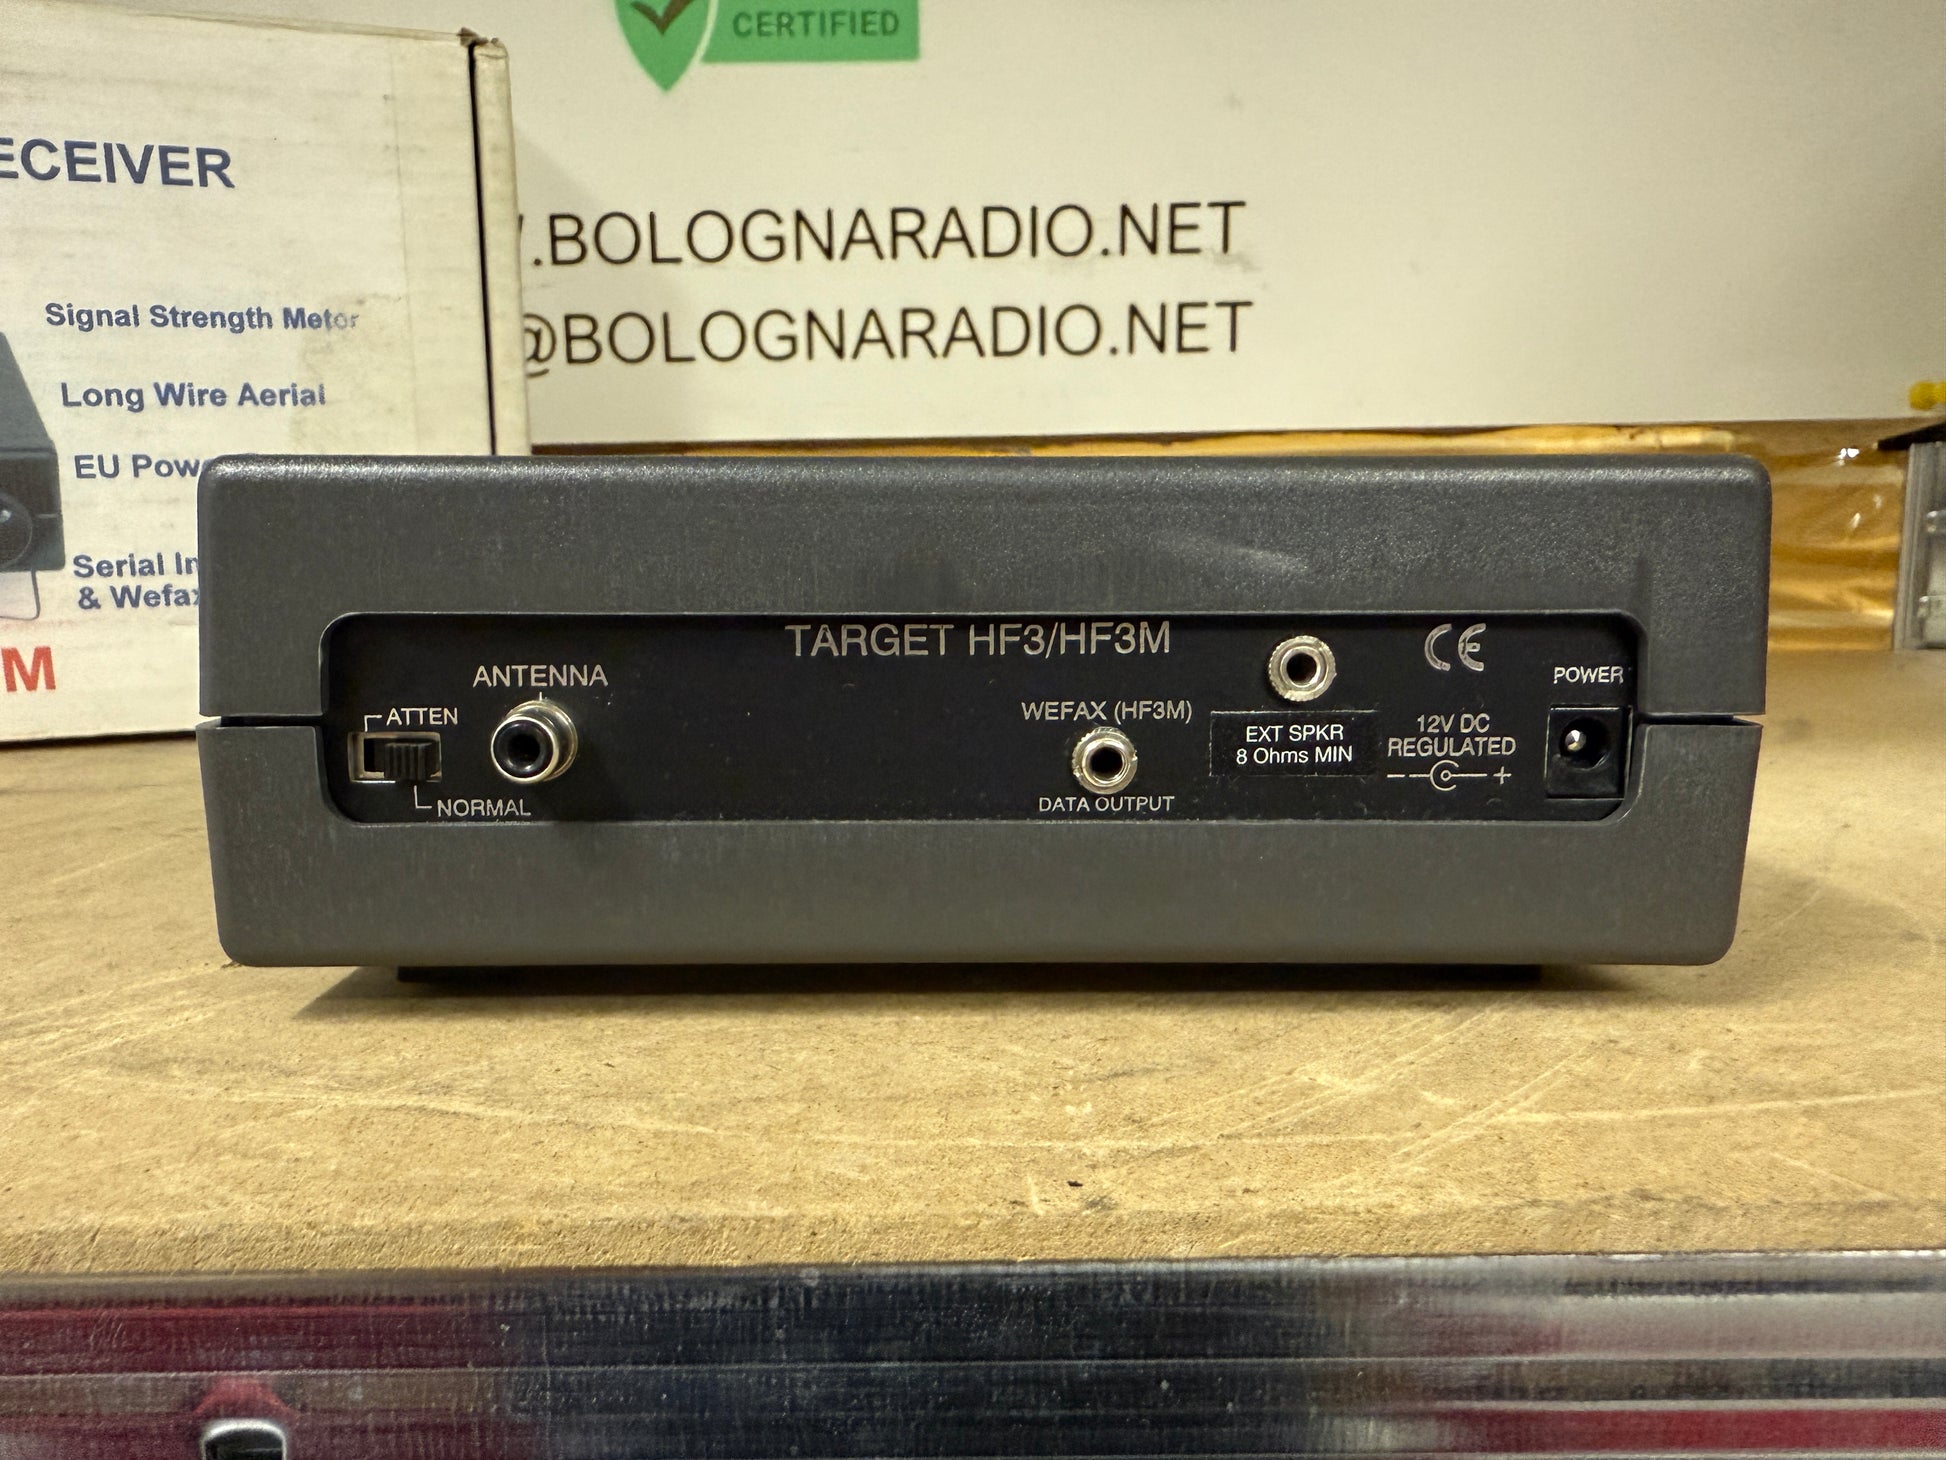 CERTIFIED
.BOLOGNARADIO.NET
@BOLOGNARADIO.NET
ECEIVER
Signal Strength Meter
Long Wire Aerial
EU Powe
Serial In
& Wefax
M
TARGET HF3/HF3M
ANTENNA
ATTEN
NORMAL
WEFAX (HF3M)
DATA OUTPUT
EXT SPKR
8 Ohms MIN
CE
12V DC
REGULATED
- +
POWER